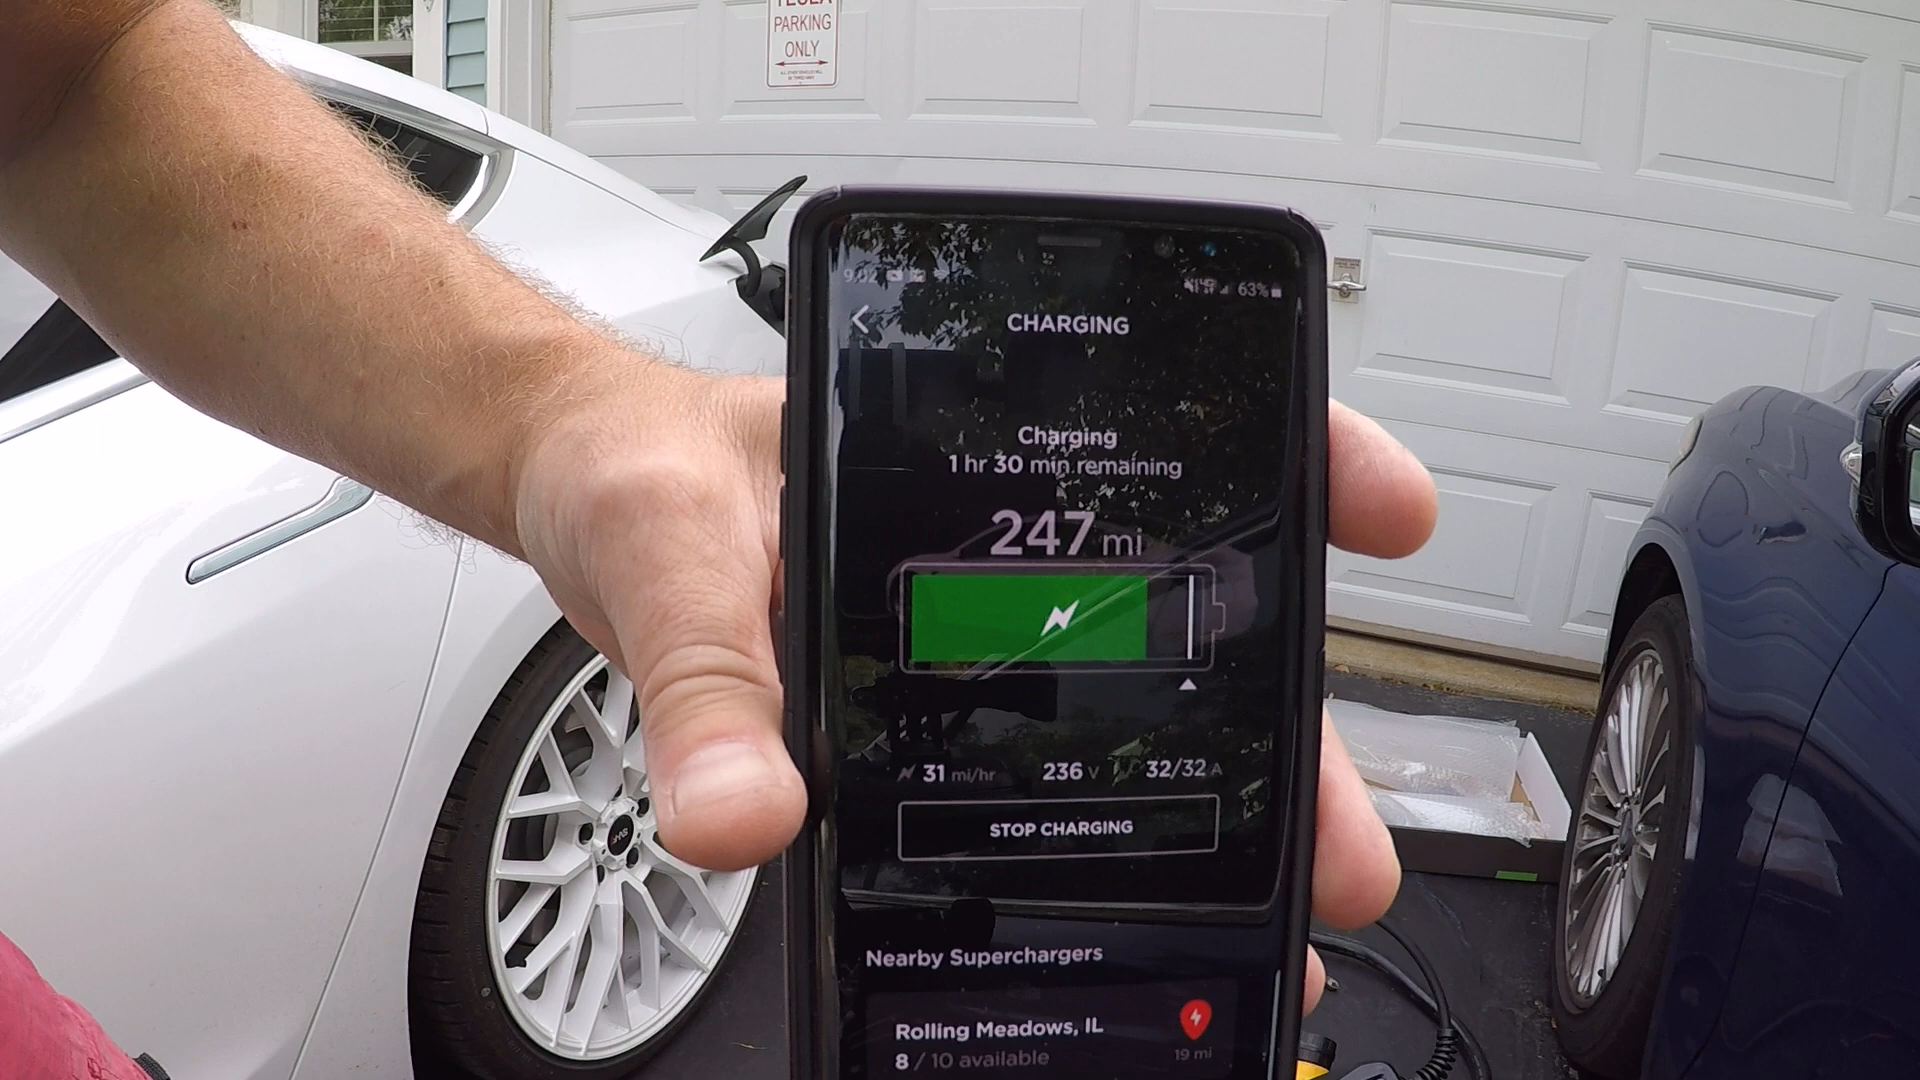 PARKING
ONLY
63%
CHARGING
Charging
1 hr 30 min remaining
247 mi
31 mi/hr 236 V 32/32 A
STOP CHARGING
Nearby Superchargers
Rolling Meadows, IL
8 / 10 available
19 mi